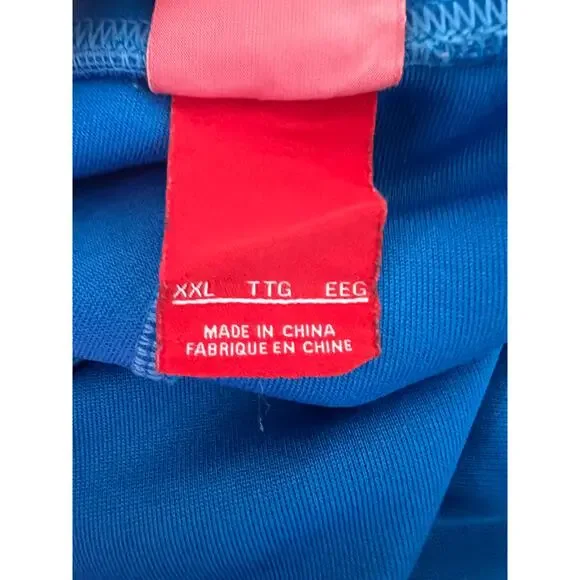 XXL TTG EEG
MADE IN CHINA
FABRIQUE EN CHINE